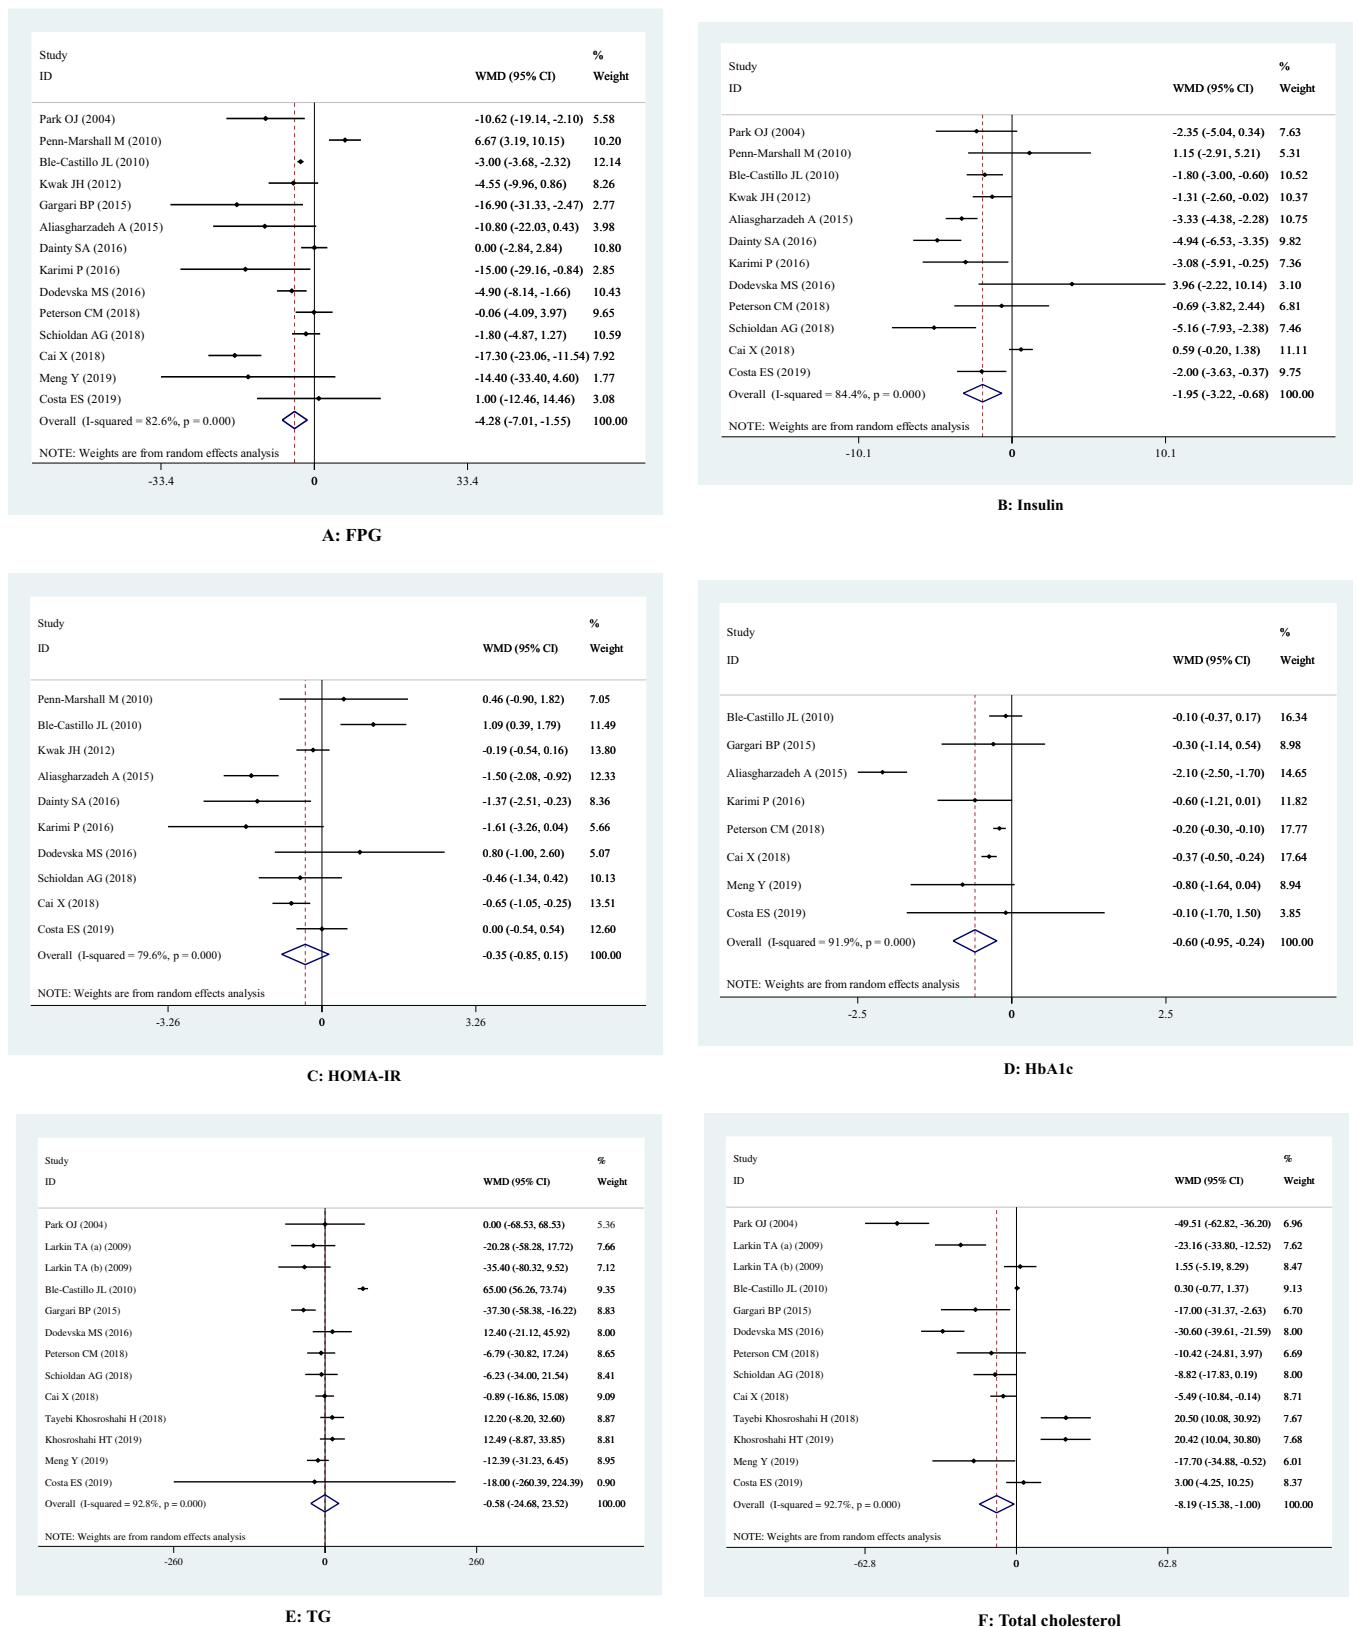 Study %
ID WMD (95% CI) Weight
Park OJ (2004) -10.62 (-19.14, -2.10) 5.58
Penn-Marshall M (2010) 6.67 (3.19, 10.15) 10.20
Ble-Castillo JL (2010) -3.00 (-3.68, -2.32) 12.14
Kwak JH (2012) -4.55 (-9.96, 0.86) 8.26
Gargari BP (2015) -16.90 (-31.33, -2.47) 2.77
Aliasgharzadeh A (2015) -10.80 (-22.03, 0.43) 3.98
Dainty SA (2016) 0.00 (-2.84, 2.84) 10.80
Karimi P (2016) -15.00 (-29.16, -0.84) 2.85
Dodevska MS (2016) -4.90 (-8.14, -1.66) 10.43
Peterson CM (2018) -0.06 (-4.09, 3.97) 9.65
Schioldan AG (2018) -1.80 (-4.87, 1.27) 10.59
Cai X (2018) -17.30 (-23.06, -11.54) 7.92
Meng Y (2019) -14.40 (-33.40, 4.60) 1.77
Costa ES (2019) 1.00 (-12.46, 14.46) 3.08
Overall (I-squared = 82.6%, p = 0.000) -4.28 (-7.01, -1.55) 100.00
NOTE: Weights are from random effects analysis
-33.4 0 33.4
A: FPG
Study %
ID WMD (95% CI) Weight
Park OJ (2004) -2.35 (-5.04, 0.34) 7.63
Penn-Marshall M (2010) 1.15 (-2.91, 5.21) 5.31
Ble-Castillo JL (2010) -1.80 (-3.00, -0.60) 10.52
Kwak JH (2012) -1.31 (-2.60, -0.02) 10.37
Aliasgharzadeh A (2015) -3.33 (-4.38, -2.28) 10.75
Dainty SA (2016) -4.94 (-6.53, -3.35) 9.82
Karimi P (2016) -3.08 (-5.91, -0.25) 7.36
Dodevska MS (2016) 3.96 (-2.22, 10.14) 3.10
Peterson CM (2018) -0.69 (-3.82, 2.44) 6.81
Schioldan AG (2018) -5.16 (-7.93, -2.38) 7.46
Cai X (2018) 0.59 (-0.20, 1.38) 11.11
Costa ES (2019) -2.00 (-3.63, -0.37) 9.75
Overall (I-squared = 84.4%, p = 0.000) -1.95 (-3.22, -0.68) 100.00
NOTE: Weights are from random effects analysis
-10.1 0 10.1
B: Insulin
Study %
ID WMD (95% CI) Weight
Penn-Marshall M (2010) 0.46 (-0.90, 1.82) 7.05
Ble-Castillo JL (2010) 1.09 (0.39, 1.79) 11.49
Kwak JH (2012) -0.19 (-0.54, 0.16) 13.80
Aliasgharzadeh A (2015) -1.50 (-2.08, -0.92) 12.33
Dainty SA (2016) -1.37 (-2.51, -0.23) 8.36
Karimi P (2016) -1.61 (-3.26, 0.04) 5.66
Dodevska MS (2016) 0.80 (-1.00, 2.60) 5.07
Schioldan AG (2018) -0.46 (-1.34, 0.42) 10.13
Cai X (2018) -0.65 (-1.05, -0.25) 13.51
Costa ES (2019) 0.00 (-0.54, 0.54) 12.60
Overall (I-squared = 79.6%, p = 0.000) -0.35 (-0.85, 0.15) 100.00
NOTE: Weights are from random effects analysis
-3.26 0 3.26
C: HOMA-IR
Study %
ID WMD (95% CI) Weight
Ble-Castillo JL (2010) -0.10 (-0.37, 0.17) 16.34
Gargari BP (2015) -0.30 (-1.14, 0.54) 8.98
Aliasgharzadeh A (2015) -2.10 (-2.50, -1.70) 14.65
Karimi P (2016) -0.60 (-1.21, 0.01) 11.82
Peterson CM (2018) -0.20 (-0.30, -0.10) 17.77
Cai X (2018) -0.37 (-0.50, -0.24) 17.64
Meng Y (2019) -0.80 (-1.64, 0.04) 8.94
Costa ES (2019) -0.10 (-1.70, 1.50) 3.85
Overall (I-squared = 91.9%, p = 0.000) -0.60 (-0.95, -0.24) 100.00
NOTE: Weights are from random effects analysis
-2.5 0 2.5
D: HbA1c
Study %
ID WMD (95% CI) Weight
Park OJ (2004) 0.00 (-68.53, 68.53) 5.36
Larkin TA (a) (2009) -20.28 (-58.28, 17.72) 7.66
Larkin TA (b) (2009) -35.40 (-80.32, 9.52) 7.12
Ble-Castillo JL (2010) 65.00 (56.26, 73.74) 9.35
Gargari BP (2015) -37.30 (-58.38, -16.22) 8.83
Dodevska MS (2016) 12.40 (-21.12, 45.92) 8.00
Peterson CM (2018) -6.79 (-30.82, 17.24) 8.65
Schioldan AG (2018) -6.23 (-34.00, 21.54) 8.41
Cai X (2018) -0.89 (-16.86, 15.08) 9.09
Tayebi Khosroshahi H (2018) 12.20 (-8.20, 32.60) 8.87
Khosroshahi HT (2019) 12.49 (-8.87, 33.85) 8.81
Meng Y (2019) -12.39 (-31.23, 6.45) 8.95
Costa ES (2019) -18.00 (-260.39, 224.39) 0.90
Overall (I-squared = 92.8%, p = 0.000) -0.58 (-24.68, 23.52) 100.00
NOTE: Weights are from random effects analysis
-260 0 260
E: TG
Study %
ID WMD (95% CI) Weight
Park OJ (2004) -49.51 (-62.82, -36.20) 6.96
Larkin TA (a) (2009) -23.16 (-33.80, -12.52) 7.62
Larkin TA (b) (2009) 1.55 (-5.19, 8.29) 8.47
Ble-Castillo JL (2010) 0.30 (-0.77, 1.37) 9.13
Gargari BP (2015) -17.00 (-31.37, -2.63) 6.70
Dodevska MS (2016) -30.60 (-39.61, -21.59) 8.00
Peterson CM (2018) -10.42 (-24.81, 3.97) 6.69
Schioldan AG (2018) -8.82 (-17.83, 0.19) 8.00
Cai X (2018) -5.49 (-10.84, -0.14) 8.71
Tayebi Khosroshahi H (2018) 20.50 (10.08, 30.92) 7.67
Khosroshahi HT (2019) 20.42 (10.04, 30.80) 7.68
Meng Y (2019) -17.70 (-34.88, -0.52) 6.01
Costa ES (2019) 3.00 (-4.25, 10.25) 8.37
Overall (I-squared = 92.7%, p = 0.000) -8.19 (-15.38, -1.00) 100.00
NOTE: Weights are from random effects analysis
-62.8 0 62.8
F: Total cholesterol